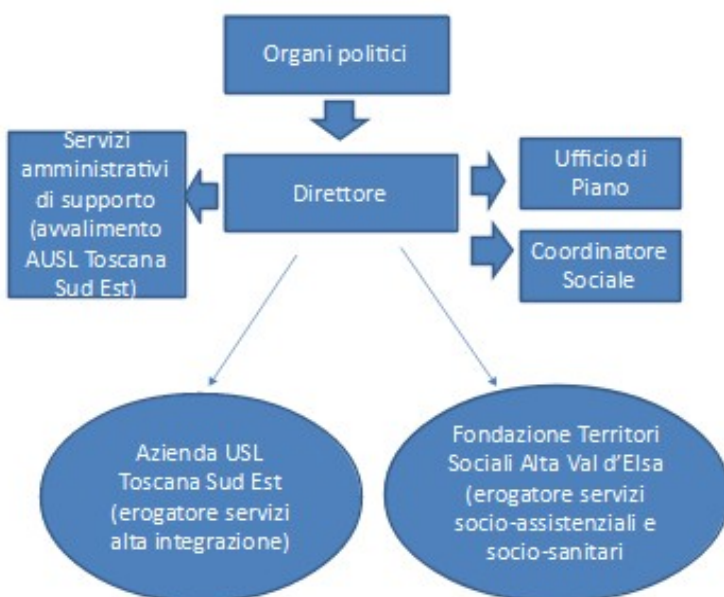 Organi politici
Servizi
amministrativi
di supporto
(avvalimento
AUSL Toscana
Sud Est)
Direttore
Ufficio di
Piano
Coordinatore
Sociale
Azienda USL
Toscana Sud Est
(erogatore servizi
alta integrazione)
Fondazione Territori
Sociali Alta Val d’Elsa
(erogatore servizi
socio-assistenziali e
socio-sanitari